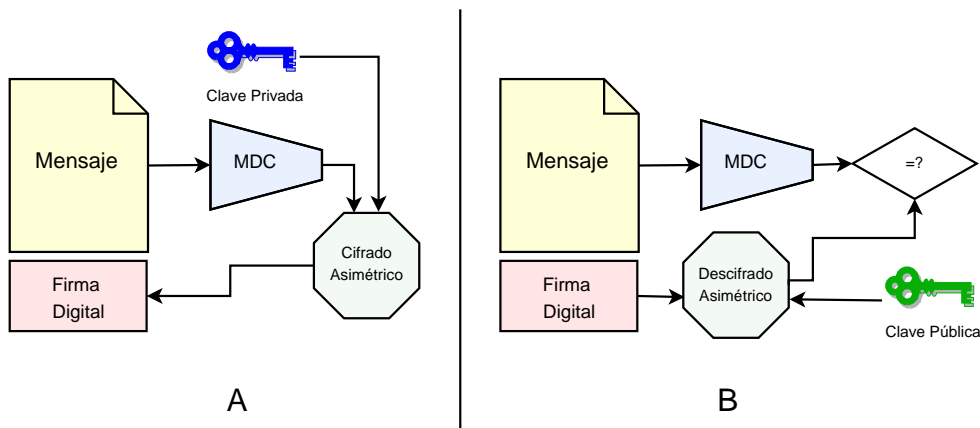 Clave Privada
Mensaje
MDC
Cifrado
Asimétrico
Firma
Digital
A
Mensaje
MDC
=?
Descifrado
Asimétrico
Firma
Digital
Clave Pública
B